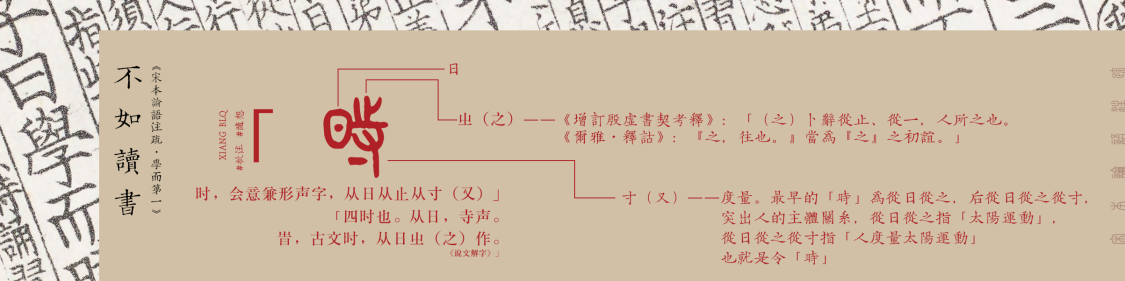 不如讀書
《宋本論語注疏·學而第一》
XIANG BLQ
時
日
㞢（之）——《增訂殷虛書契考釋》：「（之）卜辭從止、從一，人所之也。
《爾雅·釋詁》：『之，往也。』當爲『之』之初誼。」
时，会意兼形声字，从日从止从寸（又）」
「四时也。从日，寺声。
旹，古文时，从日㞢（之）作。
《说文解字》」
寸（又）——度量。最早的「時」爲從日從之，后從日從之從寸，
突出人的主體關系，從日從之指「太陽運動」，
從日從之從寸指「人度量太陽運動」
也就是令「時」